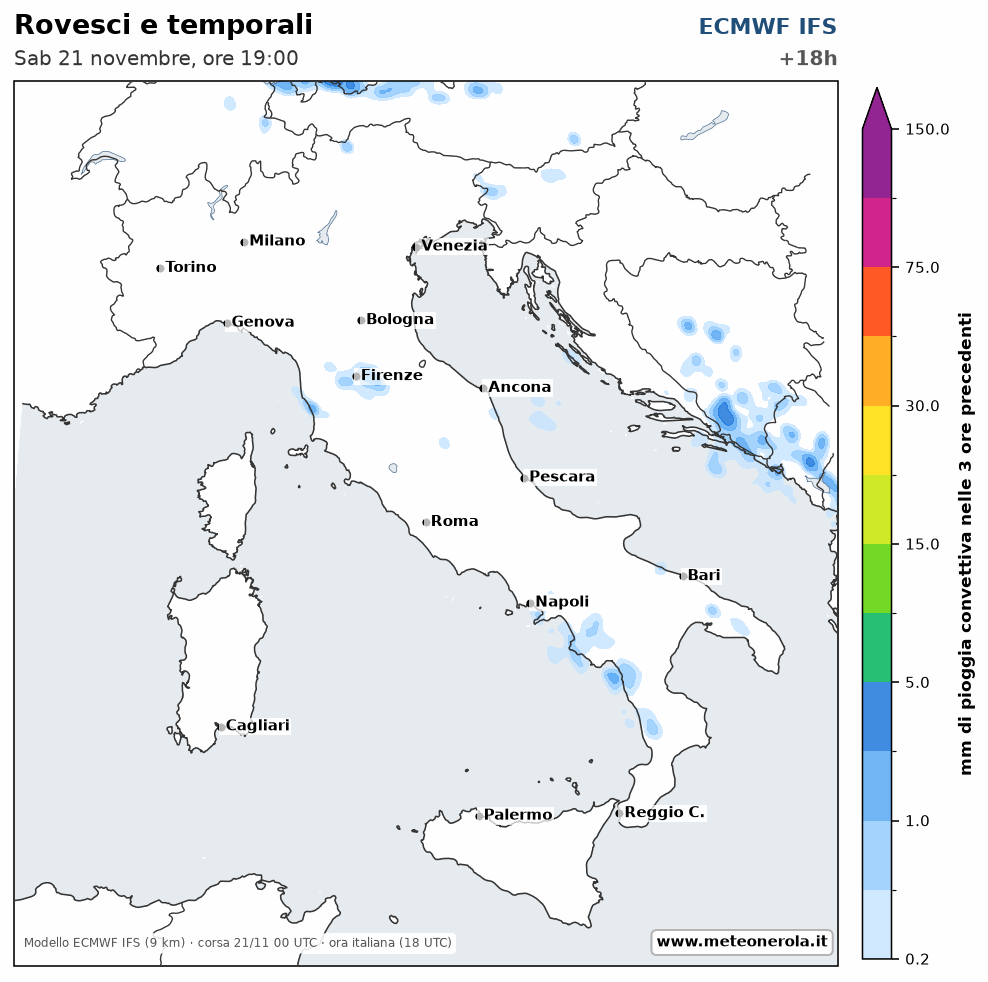 Rovesci e temporali
ECMWF IFS
Sab 21 novembre, ore 19:00
+18h
Milano
Venezia
Torino
Genova
Bologna
Firenze
Ancona
Pescara
Roma
Bari
Napoli
Cagliari
Palermo
Reggio C.
150.0
75.0
30.0
15.0
5.0
1.0
0.2
mm di pioggia convettiva nelle 3 ore precedenti
Modello ECMWF IFS (9 km) · corsa 21/11 00 UTC · ora italiana (18 UTC)
www.meteonerola.it